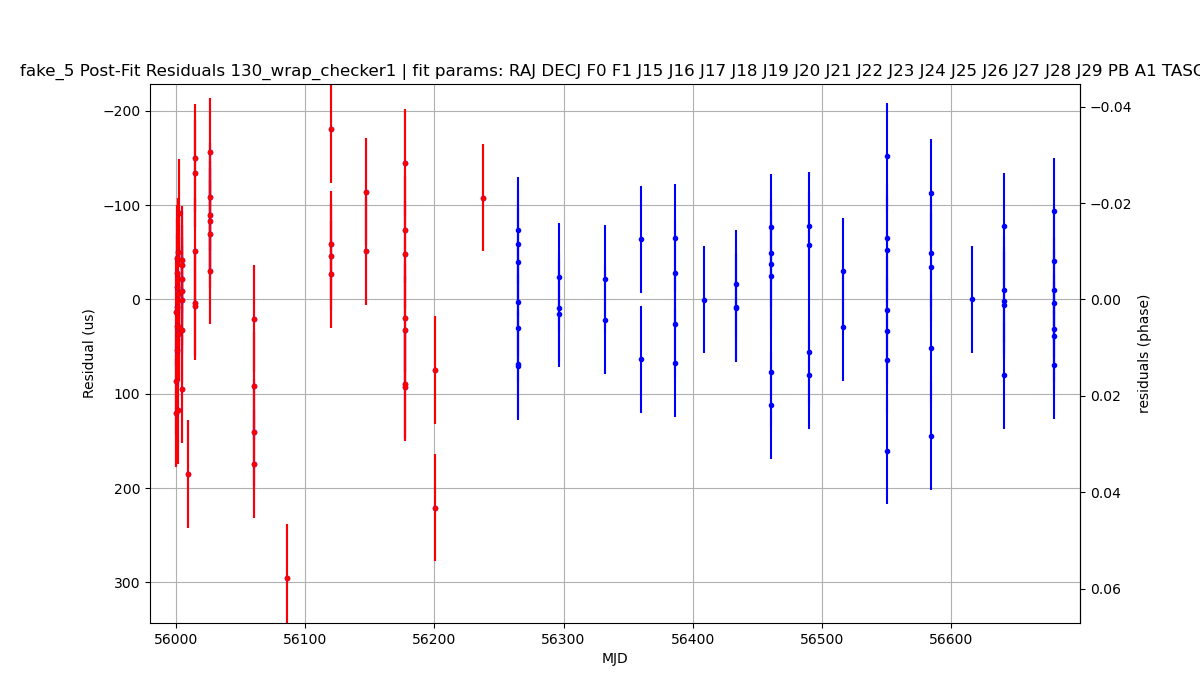 fake_5 Post-Fit Residuals 130_wrap_checker1 | fit params: RAJ DECJ F0 F1 J15 J16 J17 J18 J19 J20 J21 J22 J23 J24 J25 J26 J27 J28 J29 PB A1 TASC
−200
−100
0
100
200
300
Residual (us)
−0.04
−0.02
0.00
0.02
0.04
0.06
residuals (phase)
56000 56100 56200 56300 56400 56500 56600
MJD